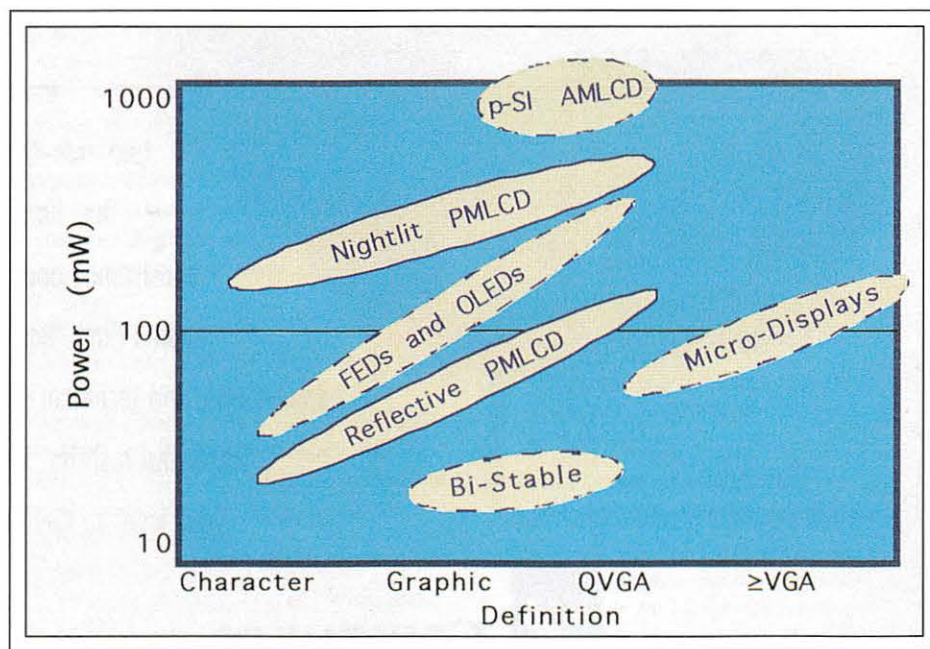 1000
p-SI AMLCD
Nightlit PMLCD
FEDs and OLEDs
Micro-Displays
Power (mW)
100
Reflective PMLCD
Bi-Stable
10
Character Graphic QVGA ≥VGA
Definition